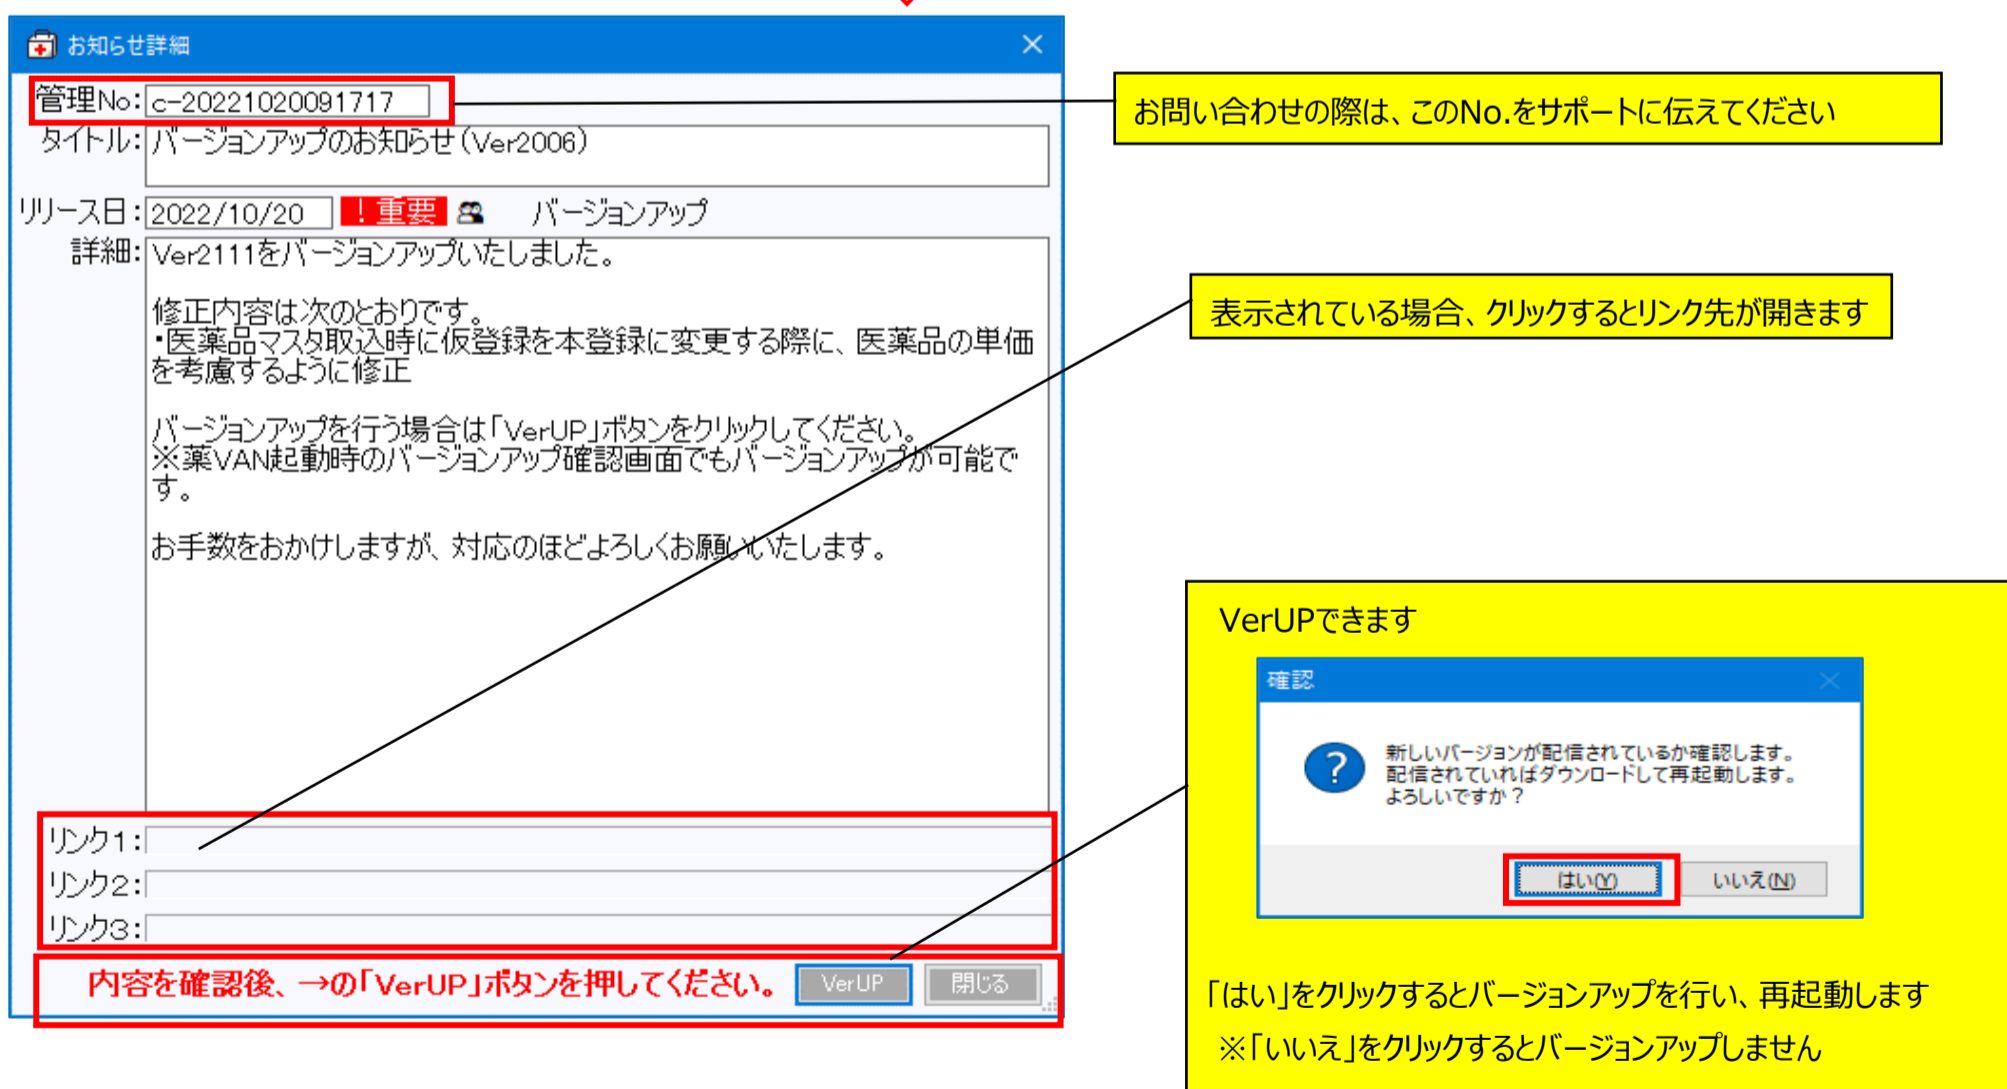 お知らせ詳細
管理No: c-20221020091717
お問い合わせの際は、このNo.をサポートに伝えてください
タイトル: バージョンアップのお知らせ(Ver2006)
リリース日: 2022/10/20 !重要 バージョンアップ
詳細: Ver2111をバージョンアップいたしました。
修正内容は次のとおりです。
・医薬品マスタ取込時に仮登録を本登録に変更する際に、医薬品の単価
を考慮するように修正
表示されている場合、クリックするとリンク先が開きます
バージョンアップを行う場合は「VerUP」ボタンをクリックしてください。
※薬VAN起動時のバージョンアップ確認画面でもバージョンアップが可能で
す。
お手数をおかけしますが、対応のほどよろしくお願いいたします。
リンク1:
リンク2:
リンク3:
内容を確認後、→の「VerUP」ボタンを押してください。 VerUP 閉じる
VerUPできます
確認
新しいバージョンが配信されているか確認します。
配信されていればダウンロードして再起動します。
よろしいですか?
はい(Y) いいえ(N)
「はい」をクリックするとバージョンアップを行い、再起動します
※「いいえ」をクリックするとバージョンアップしません